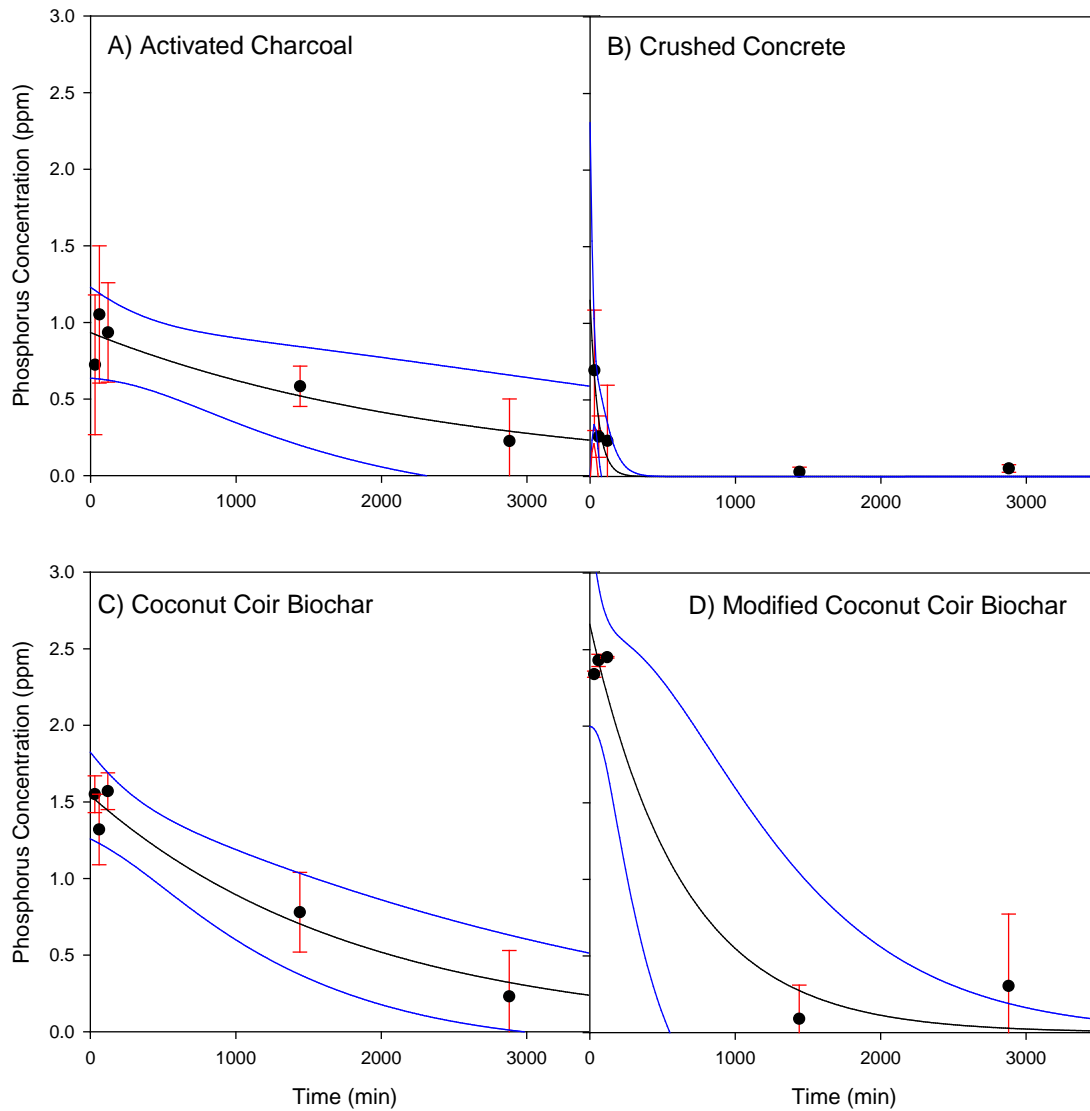 A) Activated Charcoal
B) Crushed Concrete
Phosphorus Concentration (ppm)
3.0
2.5
2.0
1.5
1.0
0.5
0.0
0 1000 2000 3000
0 1000 2000 3000
C) Coconut Coir Biochar
D) Modified Coconut Coir Biochar
Phosphorus Concentration (ppm)
3.0
2.5
2.0
1.5
1.0
0.5
0.0
0 1000 2000 3000
0 1000 2000 3000
Time (min)
Time (min)